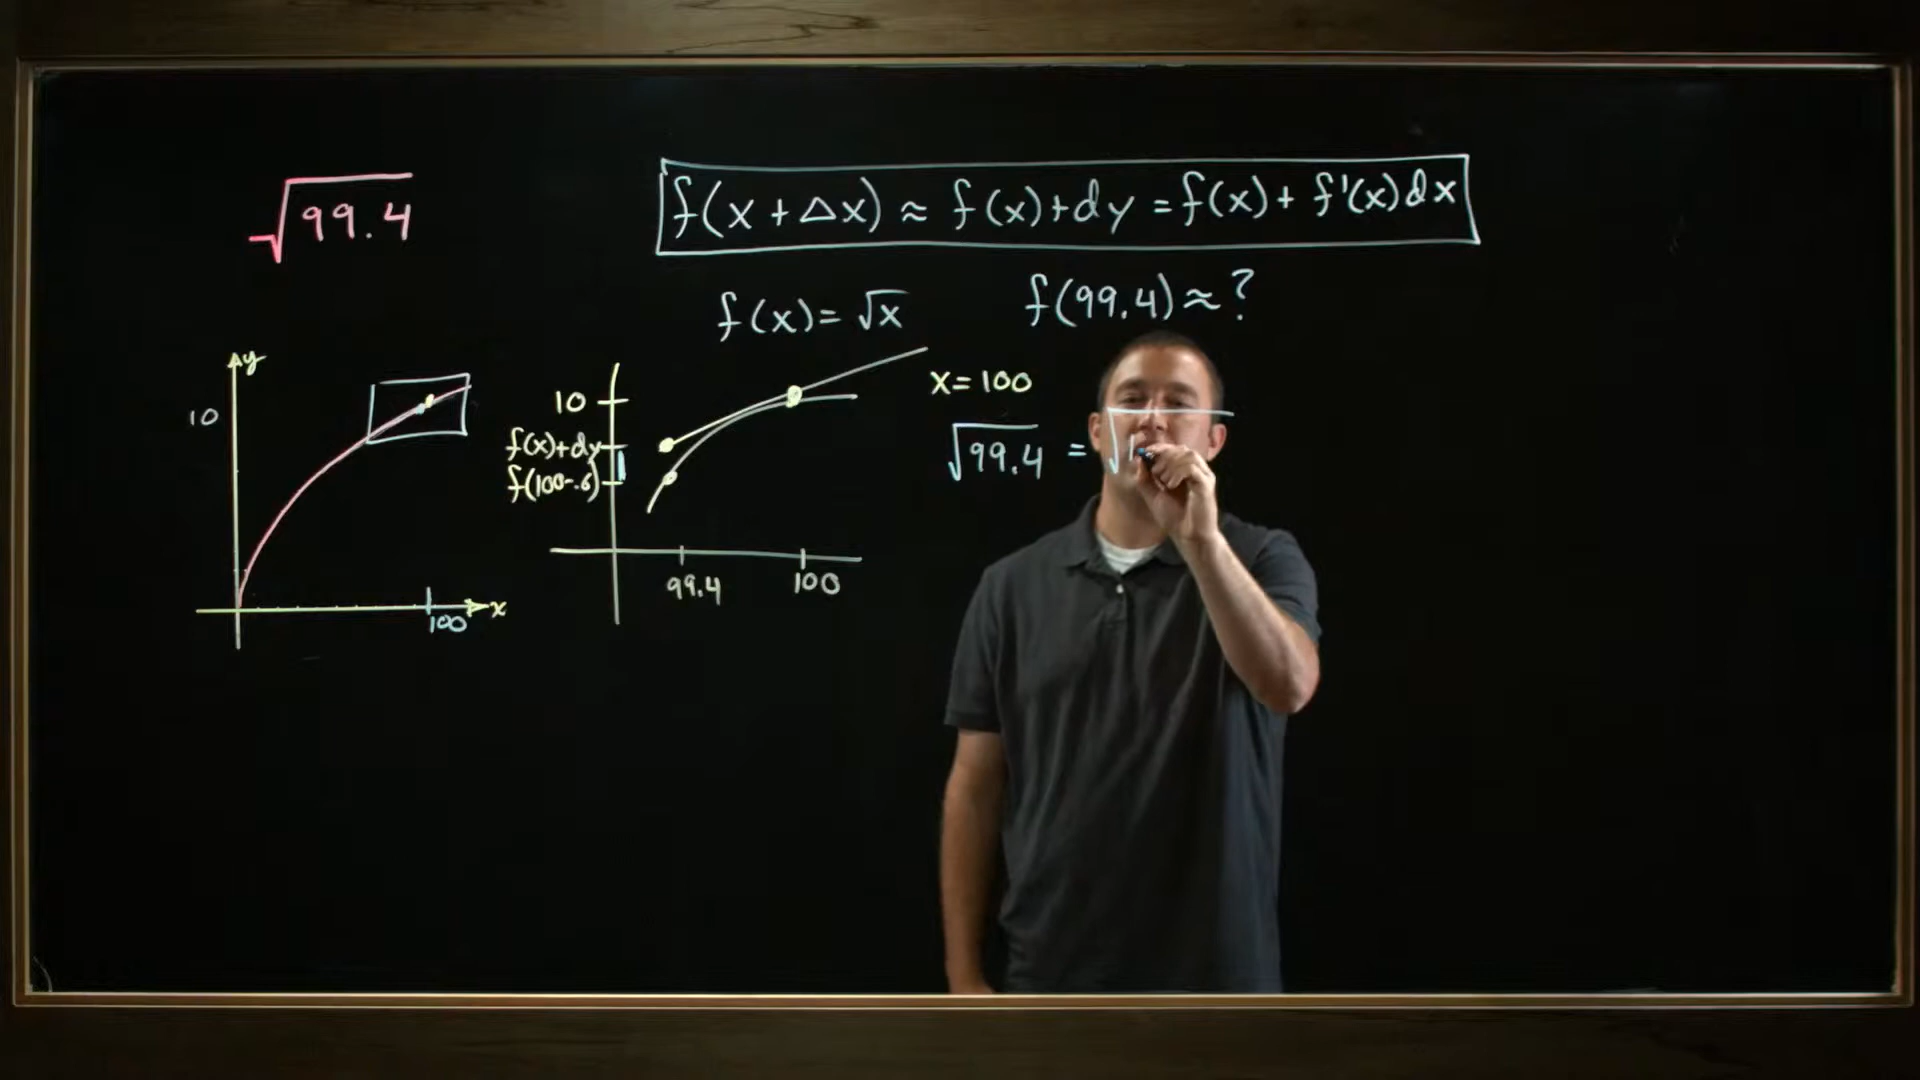 √99.4
f(x+Δx) ≈ f(x)+dy = f(x)+ f'(x)dx
f(x)= √x
f(99.4) ≈ ?
y
10
x
100
10
f(x)+dy
f(100-.6)
99.4
100
x=100
√99.4 = √1